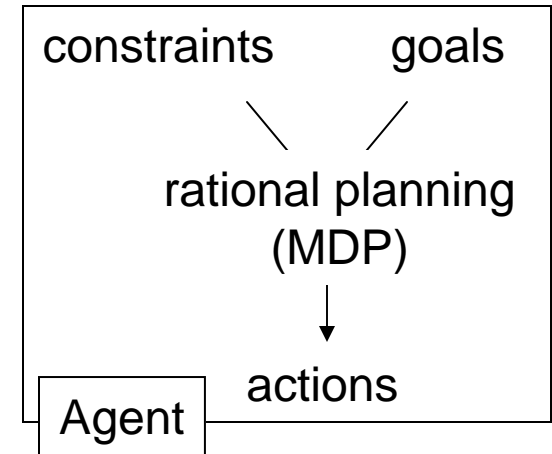 constraints goals
rational planning
(MDP)
actions
Agent